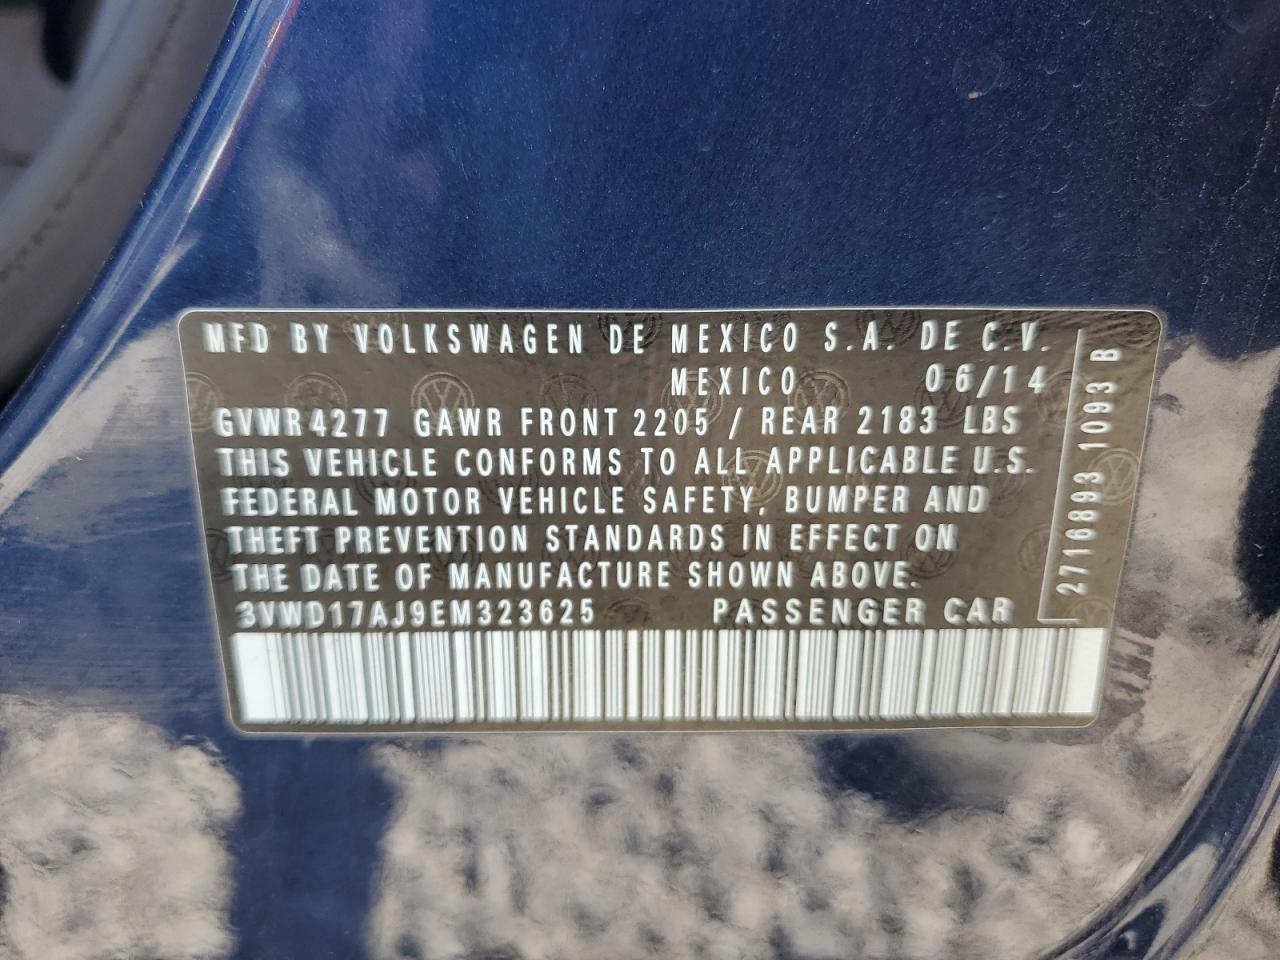 MFD BY VOLKSWAGEN DE MEXICO S.A. DE C.V.
MEXICO 06/14
GVWR 4277 GAWR FRONT 2205 / REAR 2183 LBS
THIS VEHICLE CONFORMS TO ALL APPLICABLE U.S.
FEDERAL MOTOR VEHICLE SAFETY, BUMPER AND
THEFT PREVENTION STANDARDS IN EFFECT ON
THE DATE OF MANUFACTURE SHOWN ABOVE.
3VWD17AJ9EM323625 PASSENGER CAR
2716893 1093 B